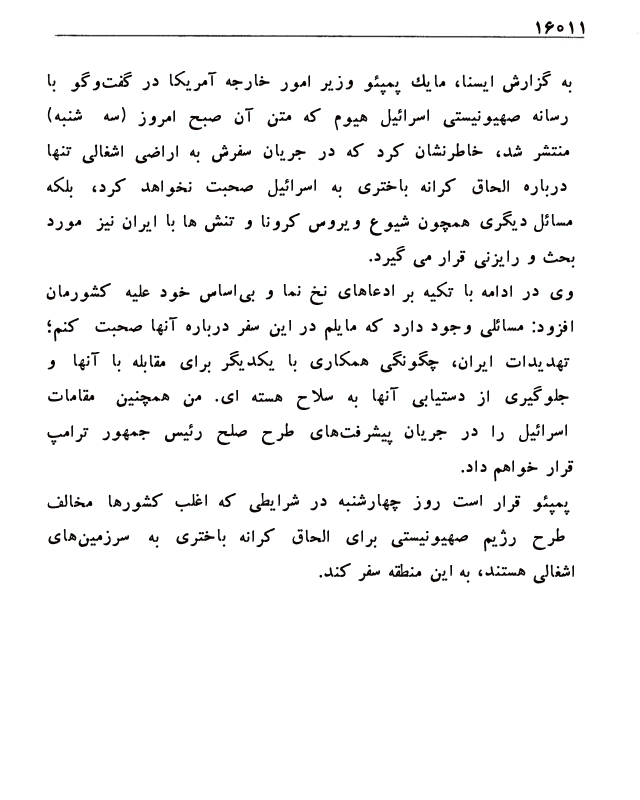 ۱۶۰۱۱
به گزارش ایسنا، مایك پمپئو وزیر امور خارجه آمریکا در گفت‌وگو با
رسانه صهیونیستی اسرائیل هیوم که متن آن صبح امروز (سه شنبه)
منتشر شد، خاطرنشان کرد که در جریان سفرش به اراضی اشغالی تنها
درباره الحاق کرانه باختری به اسرائیل صحبت نخواهد کرد، بلکه
مسائل دیگری همچون شیوع ویروس کرونا و تنش ها با ایران نیز مورد
بحث و رایزنی قرار می گیرد.
وی در ادامه با تکیه بر ادعاهای نخ نما و بی‌اساس خود علیه کشورمان
افزود: مسائلی وجود دارد که مایلم در این سفر درباره آنها صحبت کنم؛
تهدیدات ایران، چگونگی همکاری با یکدیگر برای مقابله با آنها و
جلوگیری از دستیابی آنها به سلاح هسته ای. من همچنین مقامات
اسرائیل را در جریان پیشرفت‌های طرح صلح رئیس جمهور ترامپ
قرار خواهم داد.
پمپئو قرار است روز چهارشنبه در شرایطی که اغلب کشورها مخالف
طرح رژیم صهیونیستی برای الحاق کرانه باختری به سرزمین‌های
اشغالی هستند، به این منطقه سفر کند.